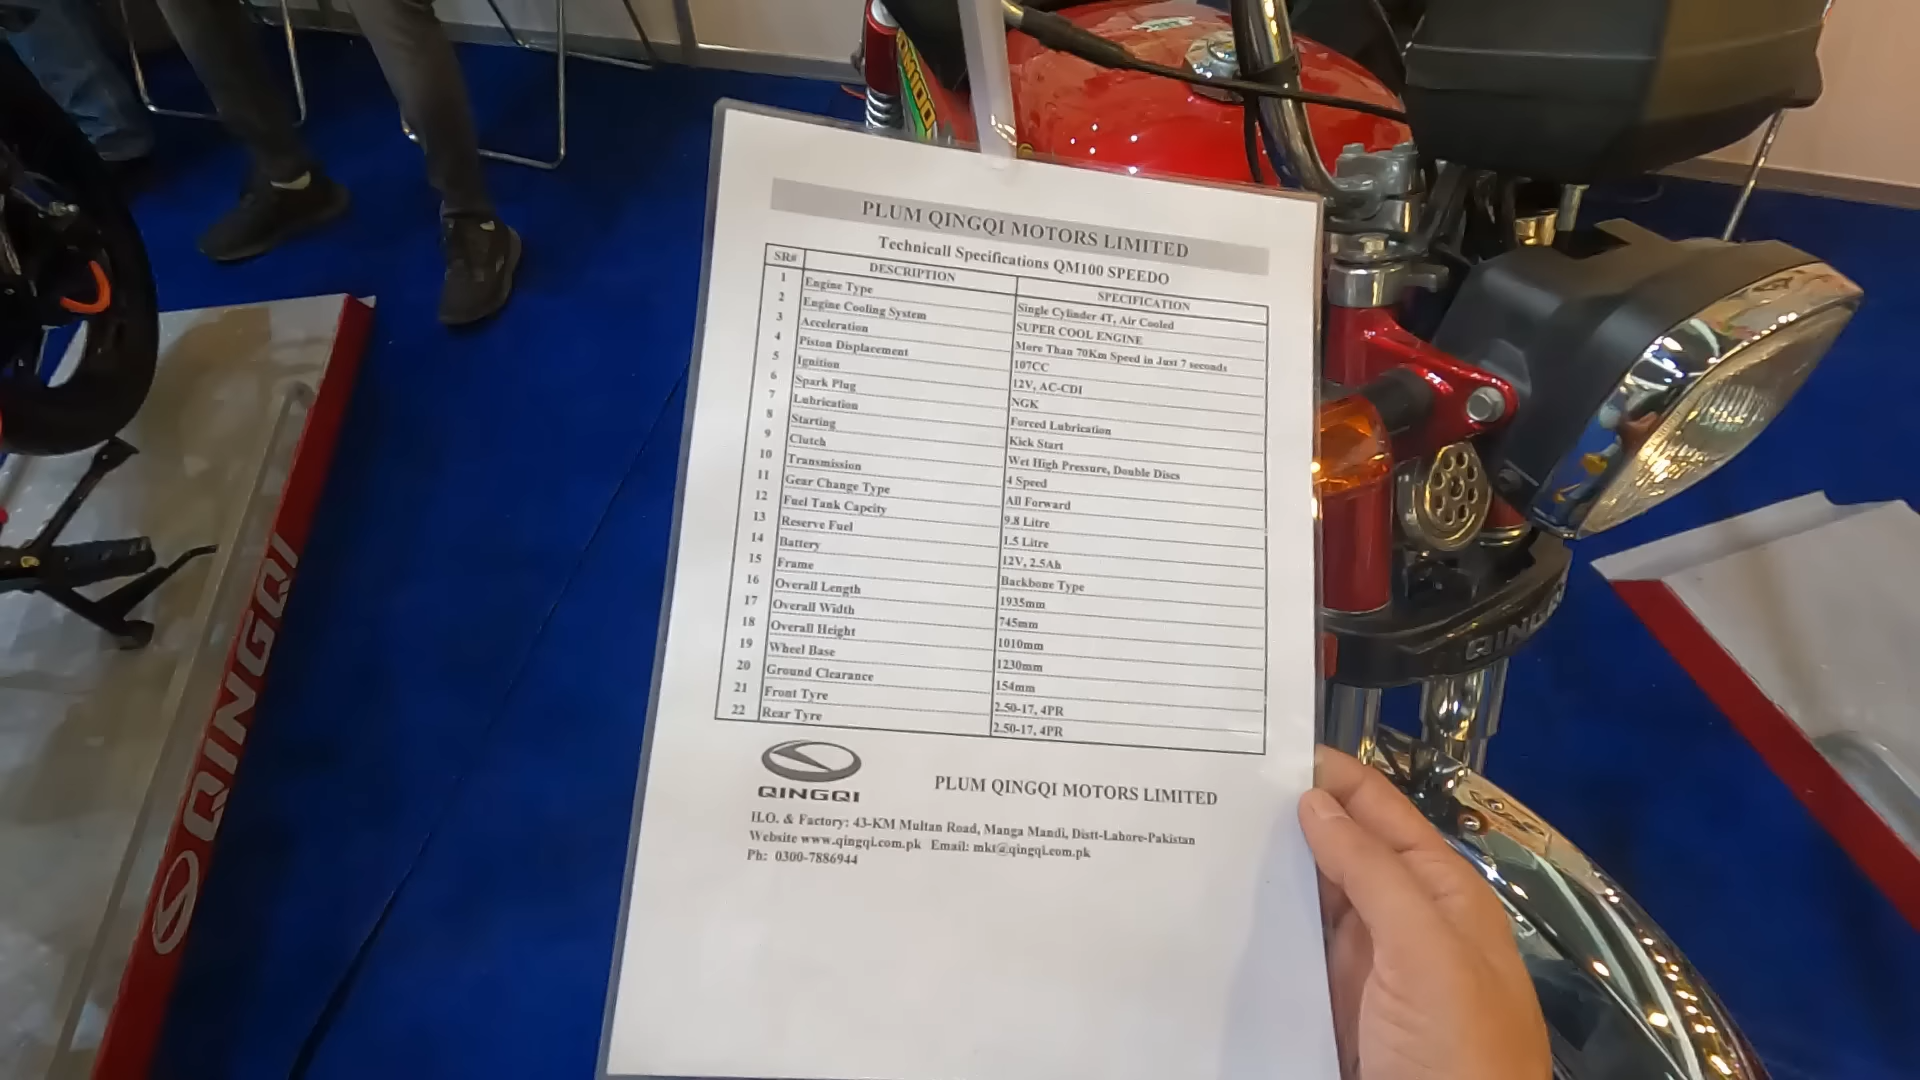 PLUM QINGQI MOTORS LIMITED
Technicall Specifications QM100 SPEEDO
SR# DESCRIPTION SPECIFICATION
1 Engine Type Single Cylinder 4T, Air Cooled
2 Engine Cooling System SUPER COOL ENGINE
3 Acceleration More Than 70Km Speed in Just 7 seconds
4 Piston Displacement 107CC
5 Ignition 12V, AC-CDI
6 Spark Plug NGK
7 Lubrication Forced Lubrication
8 Starting Kick Start
9 Clutch Wet High Pressure, Double Discs
10 Transmission 4 Speed
11 Gear Change Type All Forward
12 Fuel Tank Capcity 9.8 Litre
13 Reserve Fuel 1.5 Litre
14 Battery 12V, 2.5Ah
15 Frame Backbone Type
16 Overall Length 1935mm
17 Overall Width 745mm
18 Overall Height 1010mm
19 Wheel Base 1230mm
20 Ground Clearance 154mm
21 Front Tyre 2.50-17, 4PR
22 Rear Tyre 2.50-17, 4PR
QINGQI
PLUM QINGQI MOTORS LIMITED
H.O. & Factory: 43-KM Multan Road, Manga Mandi, Distt-Lahore-Pakistan
Website www.qingqi.com.pk Email: mkt@qingqi.com.pk
Ph: 0300-7886944
QINGQI
QINGQI